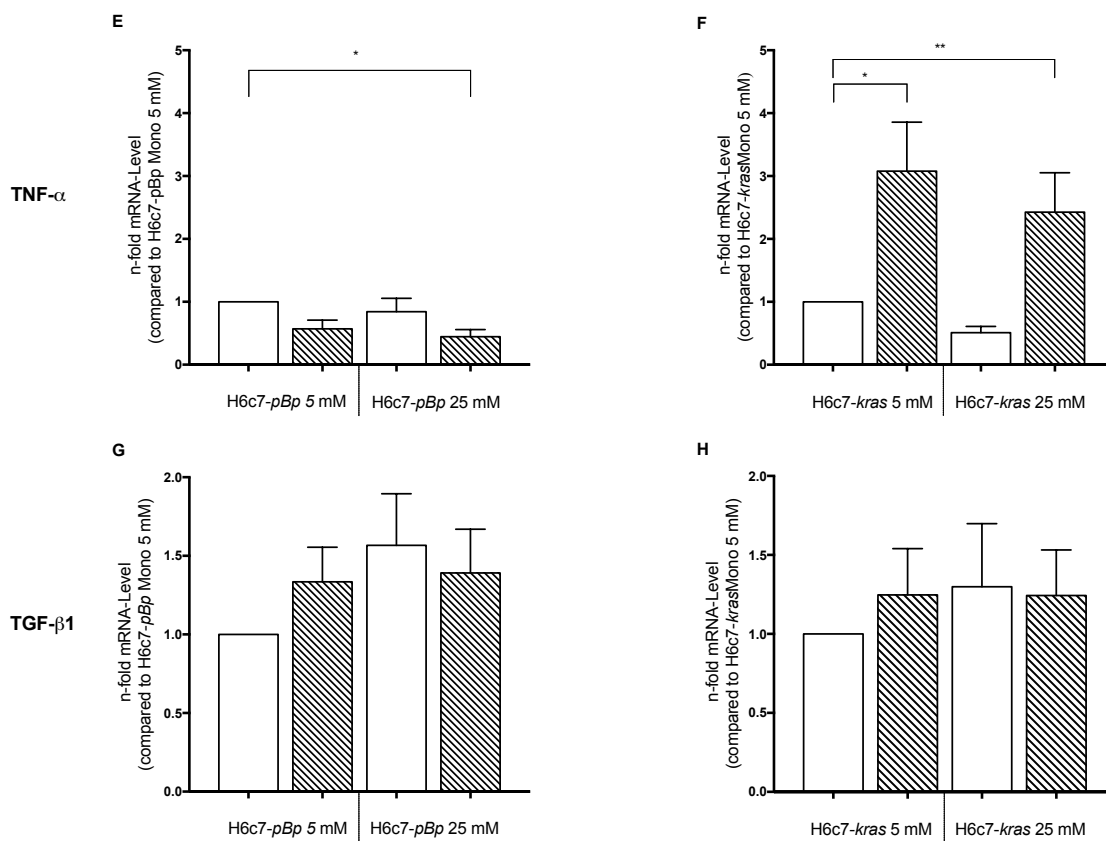 E
*
5
4
3
2
1
0
n-fold mRNA-Level
(compared to H6c7-pBp Mono 5 mM)
H6c7-pBp 5 mM
H6c7-pBp 25 mM
TNF-α
F
**
*
5
4
3
2
1
0
n-fold mRNA-Level
(compared to H6c7-krasMono 5 mM)
H6c7-kras 5 mM
H6c7-kras 25 mM
G
2.0
1.5
1.0
0.5
0.0
n-fold mRNA-Level
(compared to H6c7-pBp Mono 5 mM)
H6c7-pBp 5 mM
H6c7-pBp 25 mM
TGF-β1
H
2.0
1.5
1.0
0.5
0.0
n-fold mRNA-Level
(compared to H6c7-krasMono 5 mM)
H6c7-kras 5 mM
H6c7-kras 25 mM